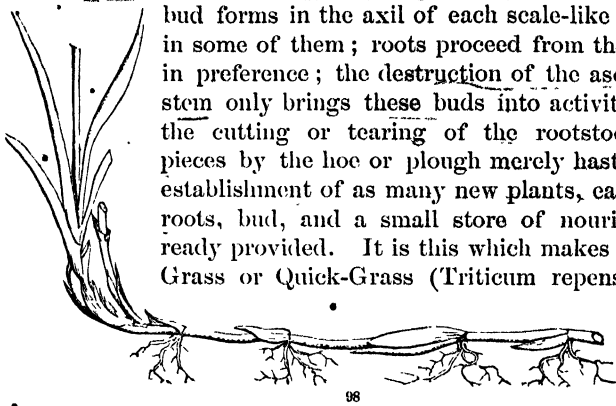 bud forms in the axil of each scale-like
in some of them; roots proceed from th
in preference; the destruction of the asc
stem only brings these buds into activit
the cutting or tearing of the rootstoc
pieces by the hoe or plough merely hast
establishment of as many new plants, ea
roots, bud, and a small store of nouri
ready provided. It is this which makes
Grass or Quick-Grass (Triticum repens
98